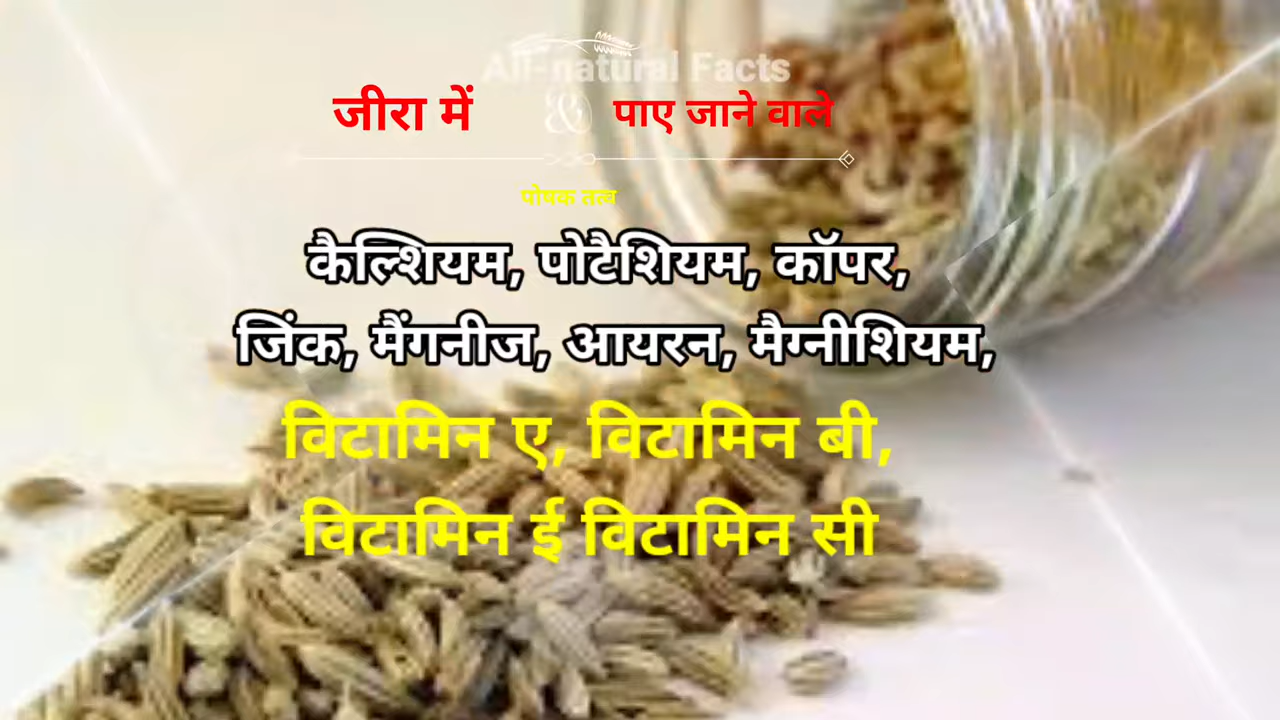 All-natural Facts
जीरा में & पाए जाने वाले
पोषक तत्व
कैल्शियम, पोटैशियम, कॉपर,
जिंक, मैंगनीज, आयरन, मैग्नीशियम,
विटामिन ए, विटामिन बी,
विटामिन ई विटामिन सी